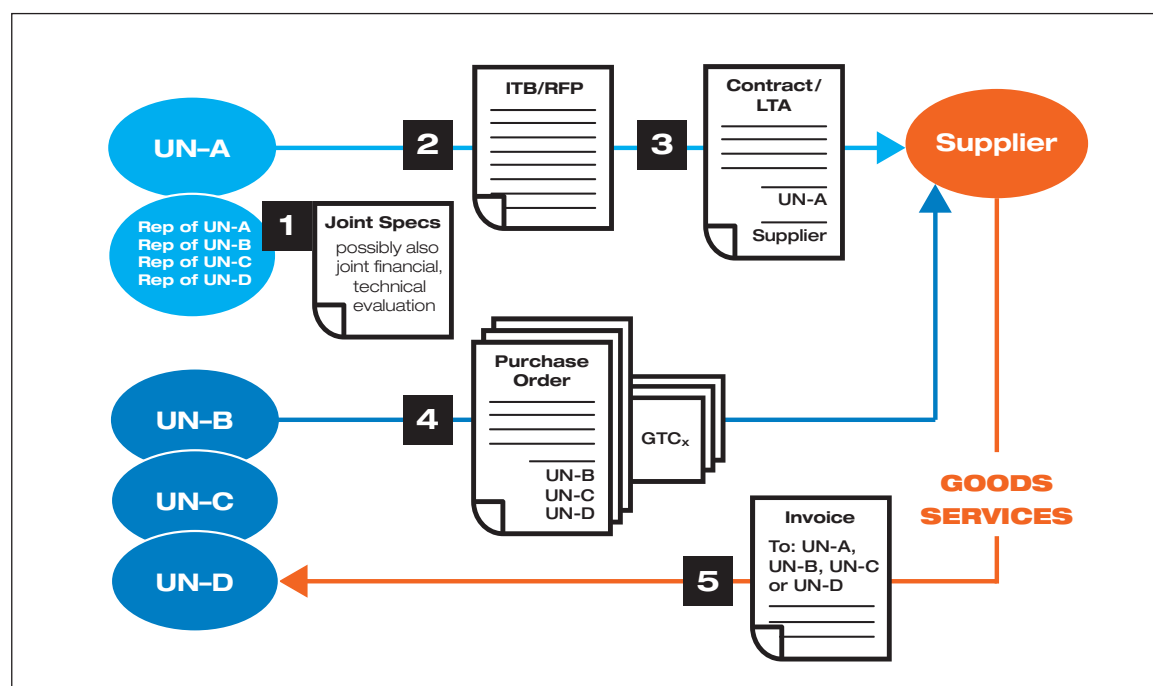 UN–A
Rep of UN-A
Rep of UN-B
Rep of UN-C
Rep of UN-D
1
Joint Specs
possibly also
joint financial,
technical
evaluation
2
ITB/RFP
3
Contract/
LTA
UN-A
Supplier
Supplier
UN–B
UN–C
UN–D
4
Purchase
Order
UN-B
UN-C
UN-D
GTCx
GOODS
SERVICES
5
Invoice
To: UN-A,
UN-B, UN-C
or UN-D